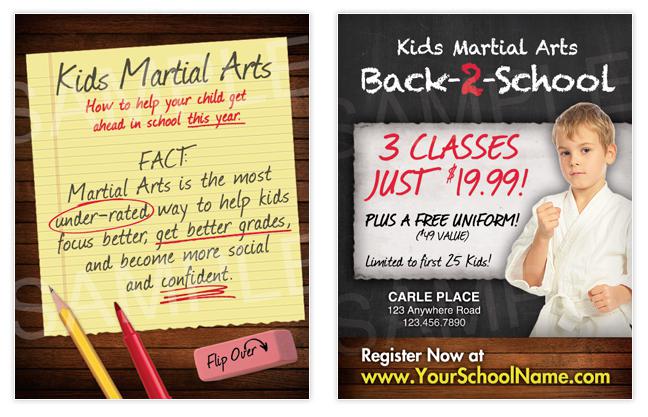 Kids Martial Arts
How to help your child get
ahead in school this year.
FACT:
Martial Arts is the most
under-rated way to help kids
focus better, get better grades,
and become more social
and confident.
Flip Over
Kids Martial Arts
Back-2-School
3 CLASSES
JUST $19.99!
PLUS A FREE UNIFORM!
($49 VALUE)
Limited to first 25 Kids!
CARLE PLACE
123 Anywhere Road
123.456.7890
Register Now at
www.YourSchoolName.com
SAMPLE
SAMPLE